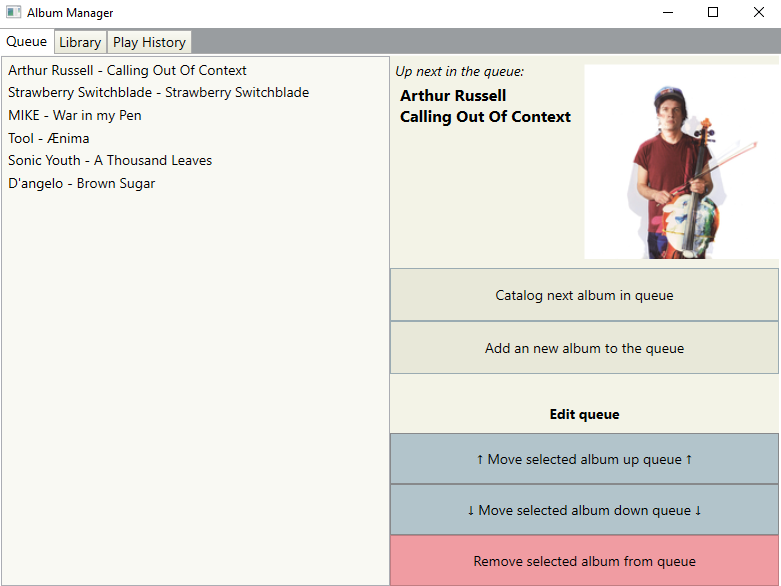 Album Manager
Queue Library Play History
Arthur Russell - Calling Out Of Context
Strawberry Switchblade - Strawberry Switchblade
MIKE - War in my Pen
Tool - Ænima
Sonic Youth - A Thousand Leaves
D'angelo - Brown Sugar
Up next in the queue:
Arthur Russell
Calling Out Of Context
Catalog next album in queue
Add an new album to the queue
Edit queue
↑ Move selected album up queue ↑
↓ Move selected album down queue ↓
Remove selected album from queue